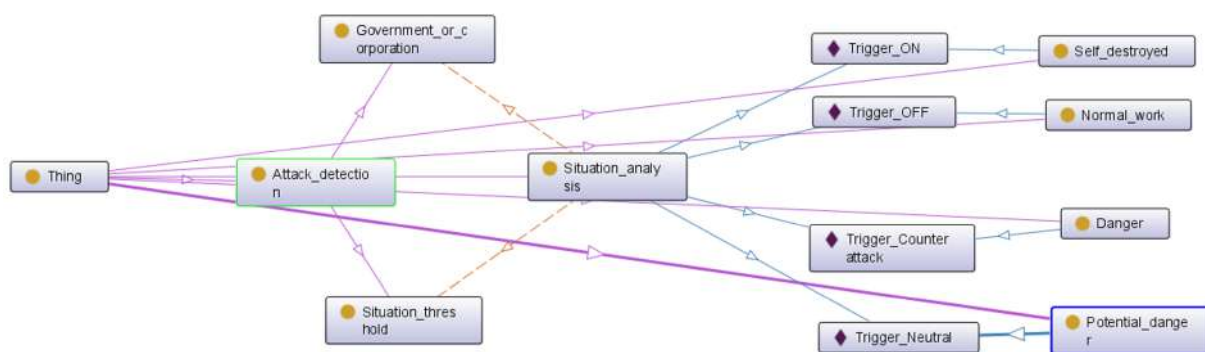 Government_or_c
orporation
Trigger_ON
Self_destroyed
Trigger_OFF
Normal_work
Thing
Attack_detectio
n
Situation_analy
sis
Danger
Trigger_Counter
attack
Situation_thres
hold
Trigger_Neutral
Potential_dange
r